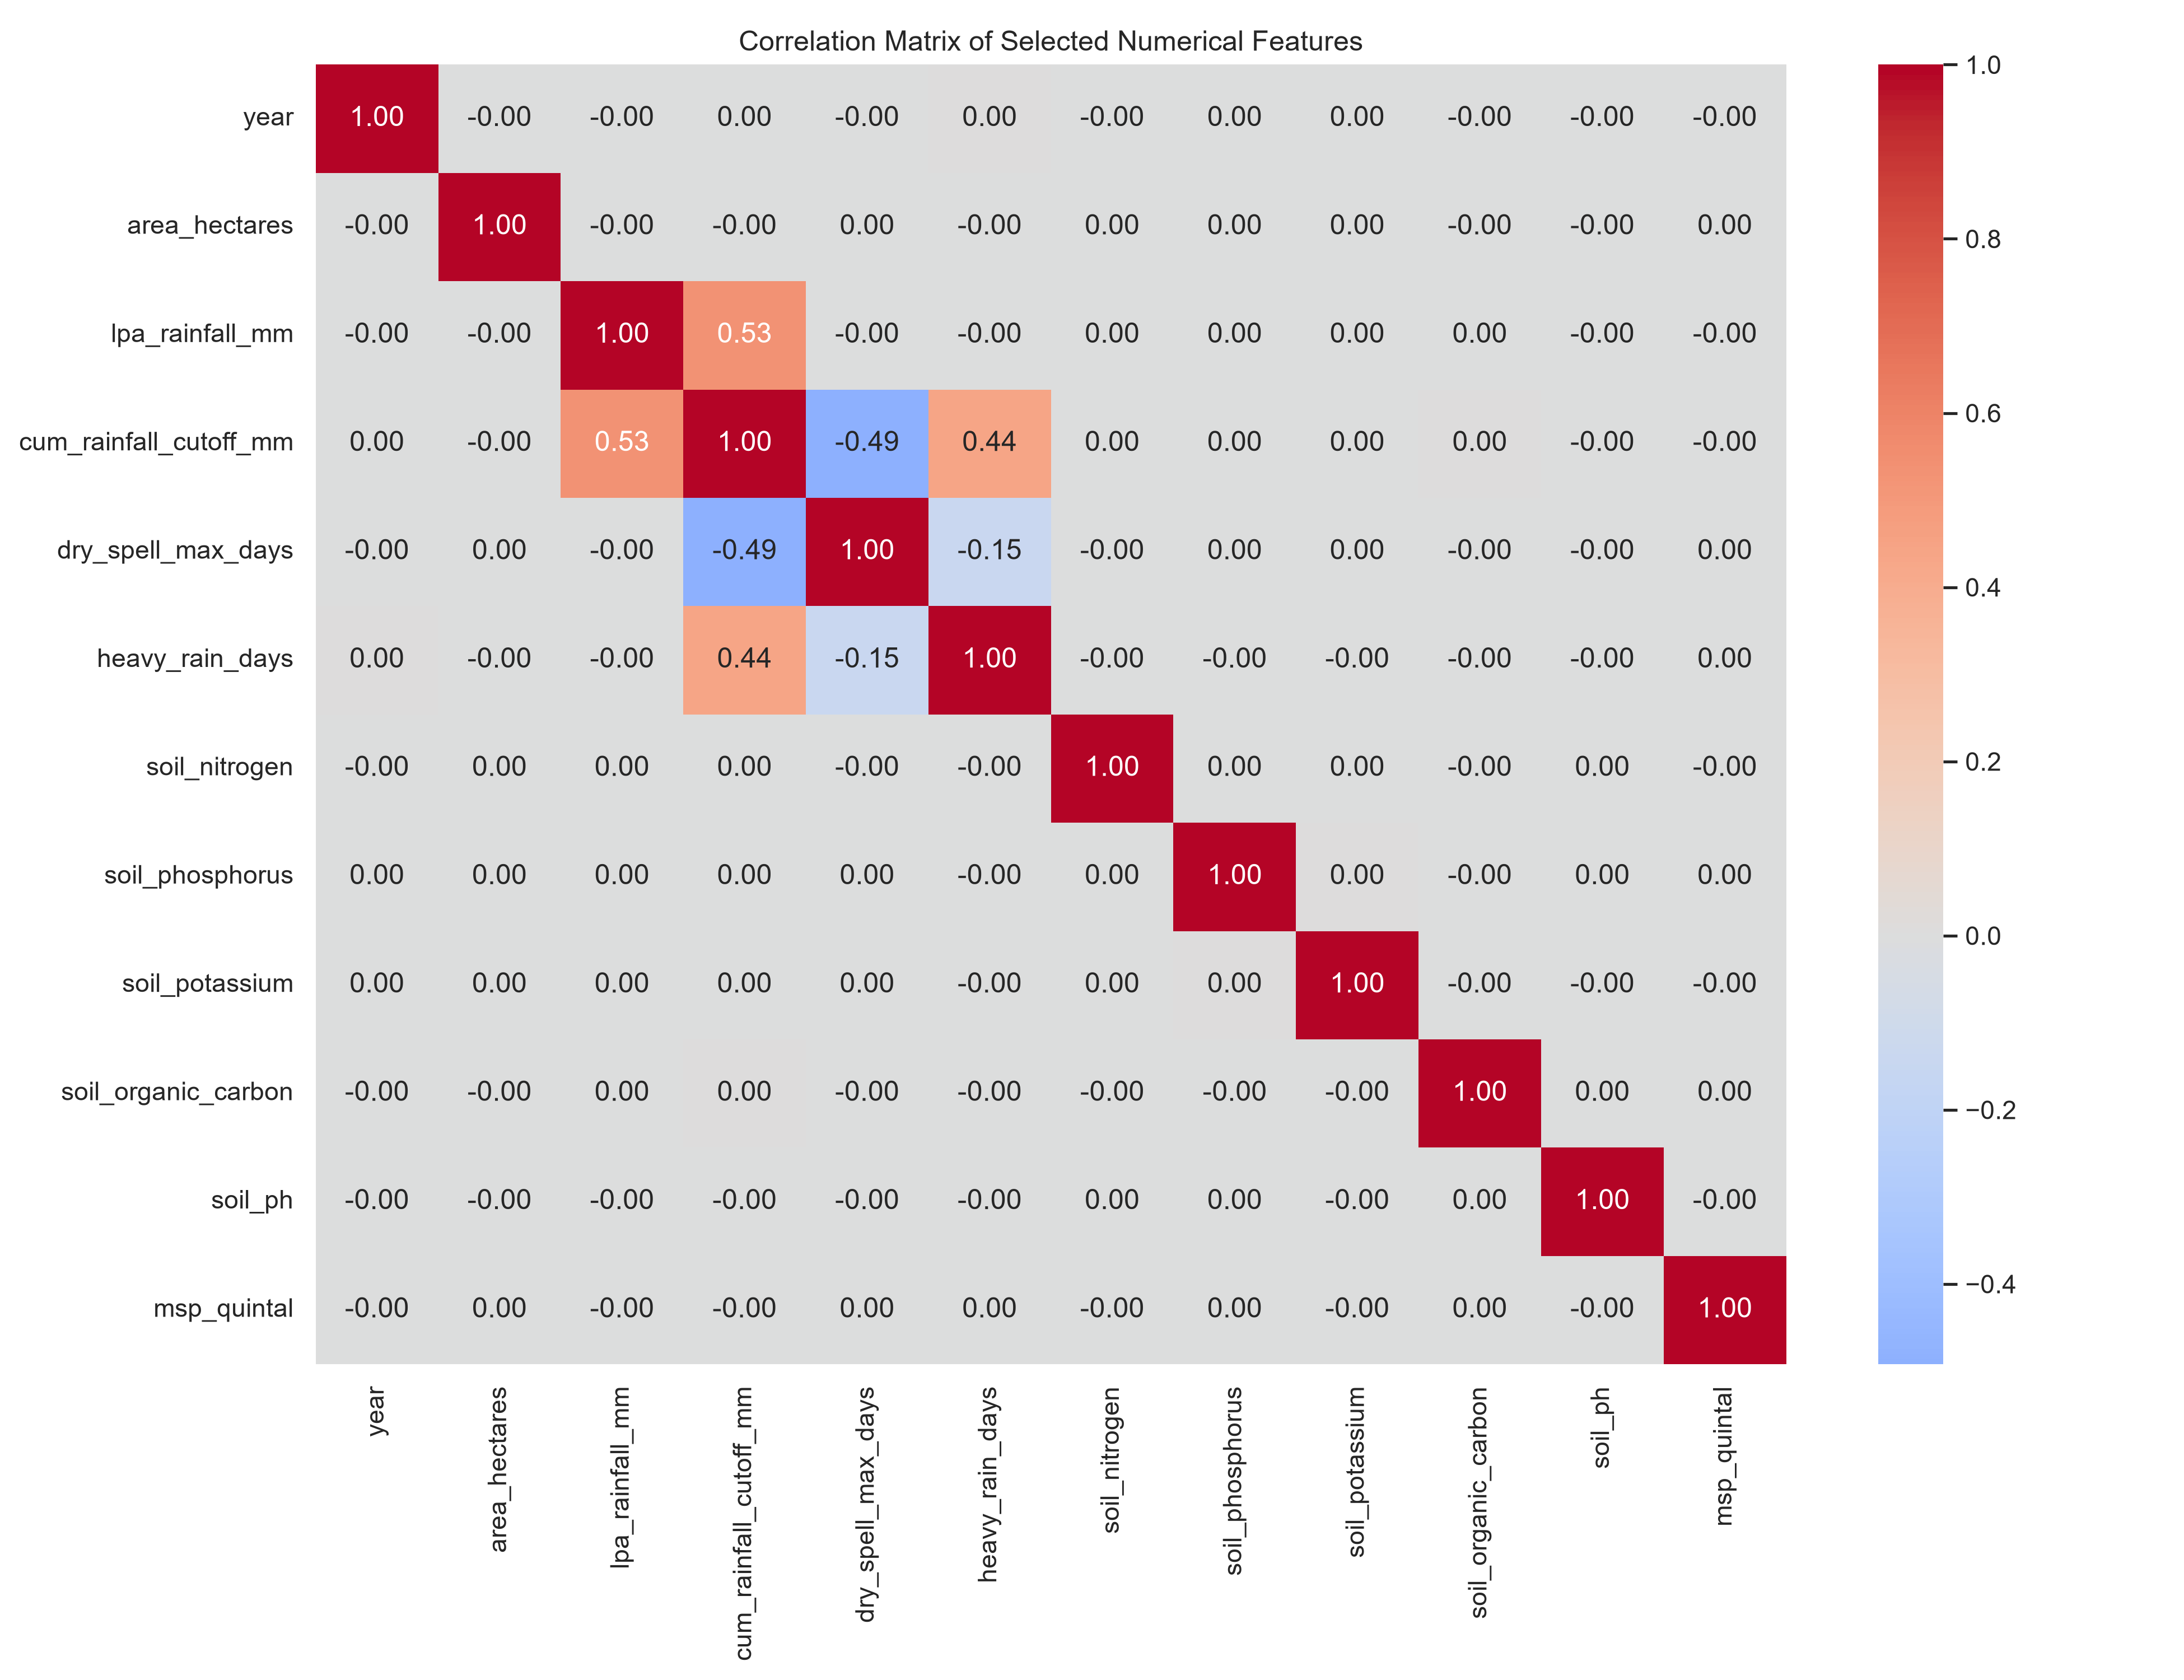 Correlation Matrix of Selected Numerical Features
year 1.00 -0.00 -0.00 0.00 -0.00 0.00 -0.00 0.00 0.00 -0.00 -0.00 -0.00
area_hectares -0.00 1.00 -0.00 -0.00 0.00 -0.00 0.00 0.00 0.00 -0.00 -0.00 0.00
lpa_rainfall_mm -0.00 -0.00 1.00 0.53 -0.00 -0.00 0.00 0.00 0.00 0.00 -0.00 -0.00
cum_rainfall_cutoff_mm 0.00 -0.00 0.53 1.00 -0.49 0.44 0.00 0.00 0.00 0.00 -0.00 -0.00
dry_spell_max_days -0.00 0.00 -0.00 -0.49 1.00 -0.15 -0.00 0.00 0.00 -0.00 -0.00 0.00
heavy_rain_days 0.00 -0.00 -0.00 0.44 -0.15 1.00 -0.00 -0.00 -0.00 -0.00 -0.00 0.00
soil_nitrogen -0.00 0.00 0.00 0.00 -0.00 -0.00 1.00 0.00 0.00 -0.00 0.00 -0.00
soil_phosphorus 0.00 0.00 0.00 0.00 0.00 -0.00 0.00 1.00 0.00 -0.00 0.00 0.00
soil_potassium 0.00 0.00 0.00 0.00 0.00 -0.00 0.00 0.00 1.00 -0.00 -0.00 -0.00
soil_organic_carbon -0.00 -0.00 0.00 0.00 -0.00 -0.00 -0.00 -0.00 -0.00 1.00 0.00 0.00
soil_ph -0.00 -0.00 -0.00 -0.00 -0.00 -0.00 0.00 0.00 -0.00 0.00 1.00 -0.00
msp_quintal -0.00 0.00 -0.00 -0.00 0.00 0.00 -0.00 0.00 -0.00 0.00 -0.00 1.00
year
area_hectares
lpa_rainfall_mm
cum_rainfall_cutoff_mm
dry_spell_max_days
heavy_rain_days
soil_nitrogen
soil_phosphorus
soil_potassium
soil_organic_carbon
soil_ph
msp_quintal
1.0
0.8
0.6
0.4
0.2
0.0
−0.2
−0.4